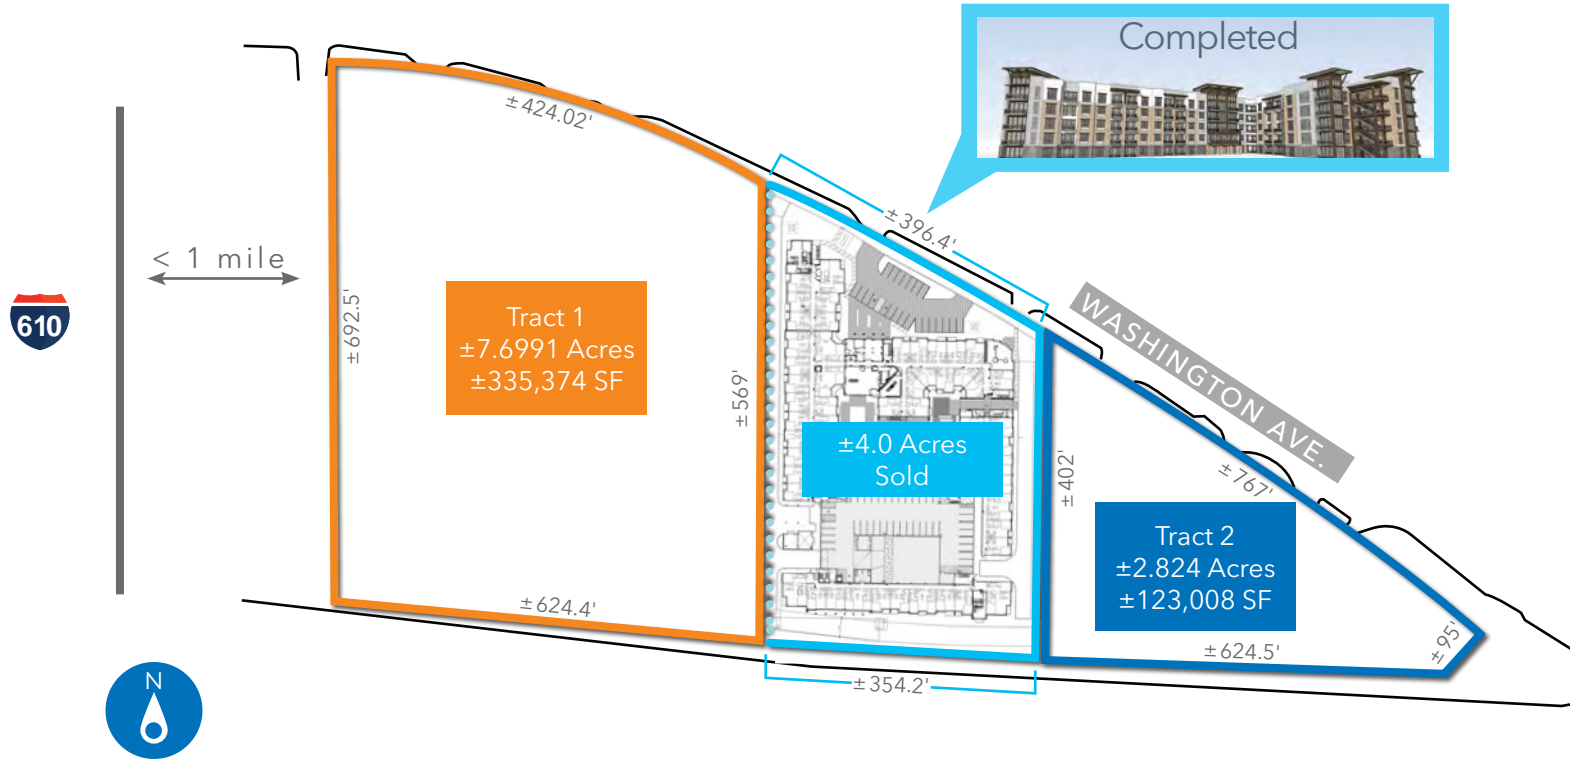 Completed
±424.02'
±396.4'
< 1 mile
610
±692.5'
Tract 1
±7.6991 Acres
±335,374 SF
±569'
WASHINGTON AVE.
±4.0 Acres
Sold
±402'
±767'
Tract 2
±2.824 Acres
±123,008 SF
±624.4'
±624.5'
±95'
±354.2'
N